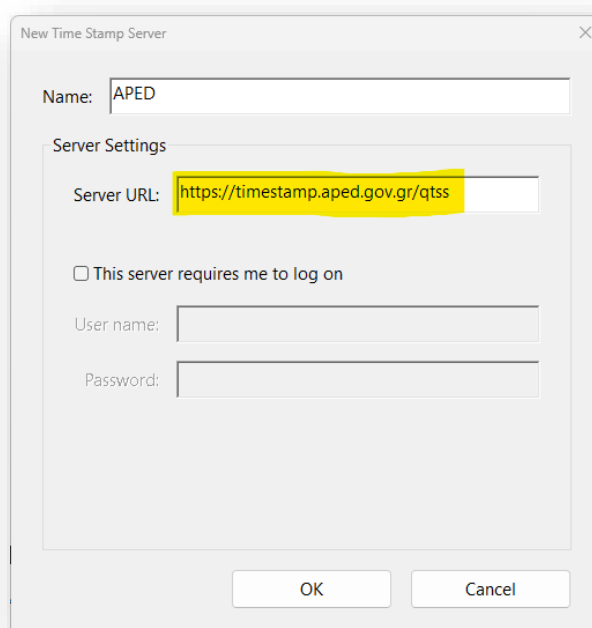 New Time Stamp Server
Name: APED
Server Settings
Server URL: https://timestamp.aped.gov.gr/qtss
This server requires me to log on
User name:
Password:
OK Cancel